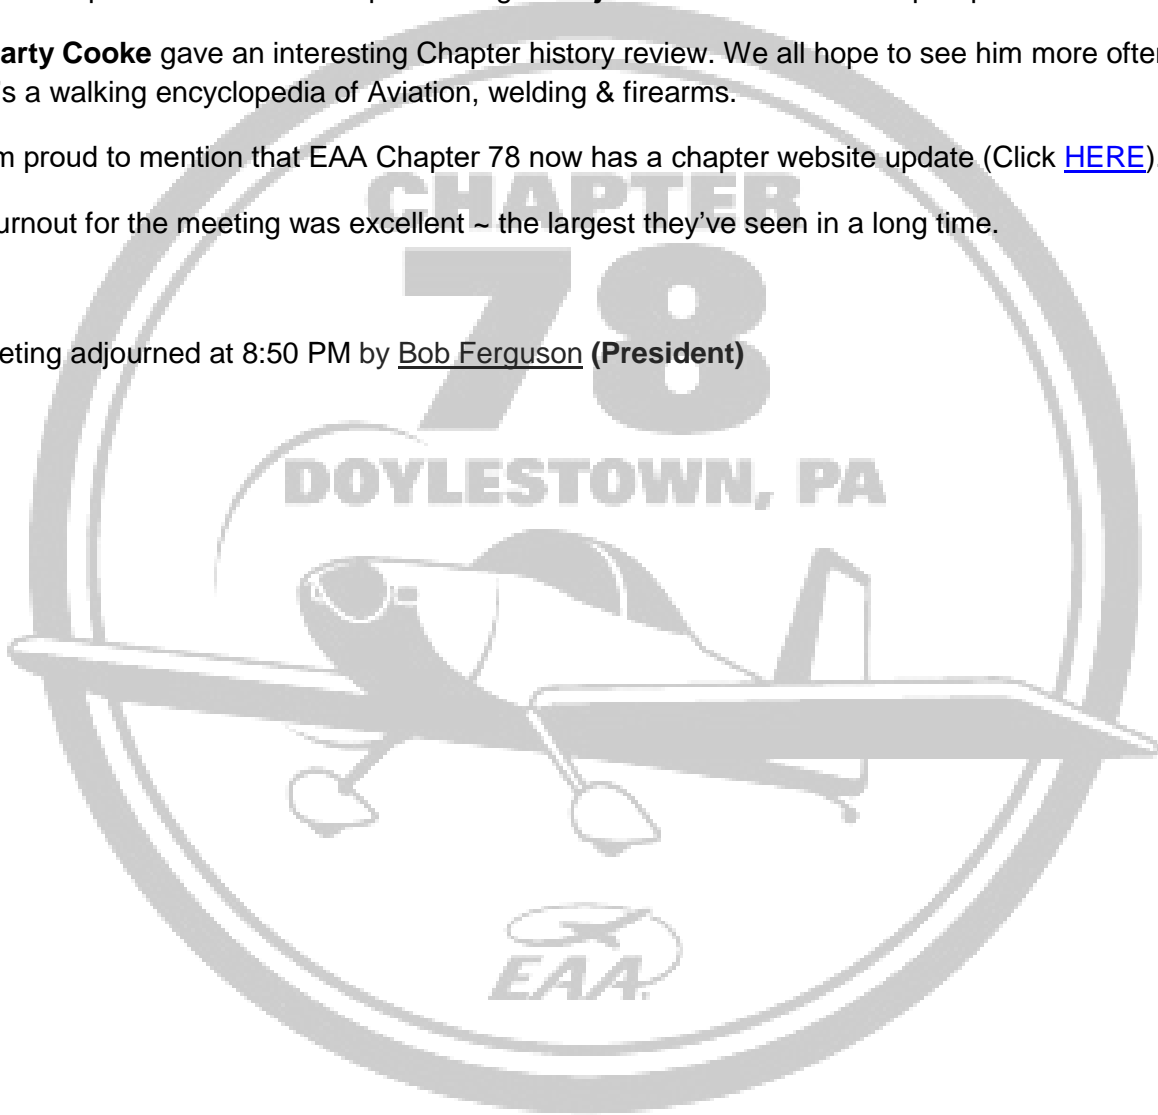 arty Cooke gave an interesting Chapter history review. We all hope to see him more often
's a walking encyclopedia of Aviation, welding & firearms.
m proud to mention that EAA Chapter 78 now has a chapter website update (Click HERE).
urnout for the meeting was excellent ~ the largest they've seen in a long time.
eting adjourned at 8:50 PM by Bob Ferguson (President)
CHAPTER
78
DOYLESTOWN, PA
EAA.